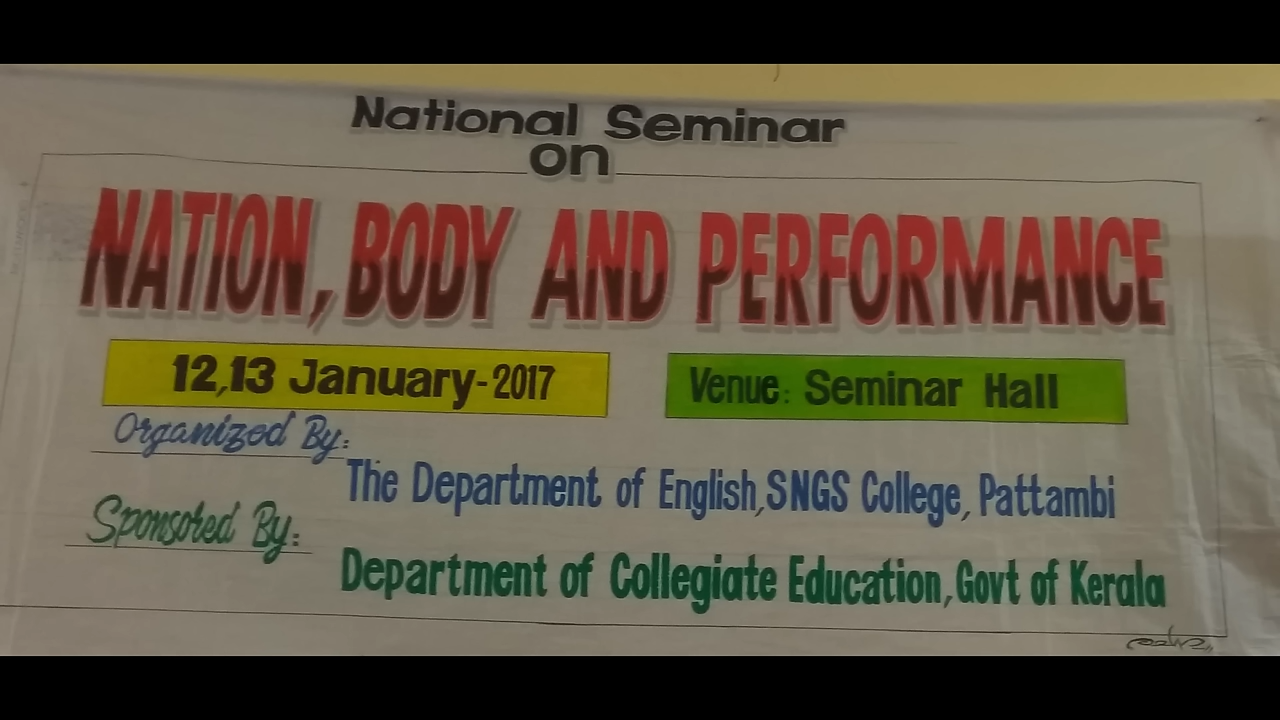 National Seminar
on
NATION, BODY AND PERFORMANCE
12,13 January-2017
Venue: Seminar Hall
Organized By:
The Department of English, SNGS College, Pattambi
Sponsored By:
Department of Collegiate Education, Govt of Kerala